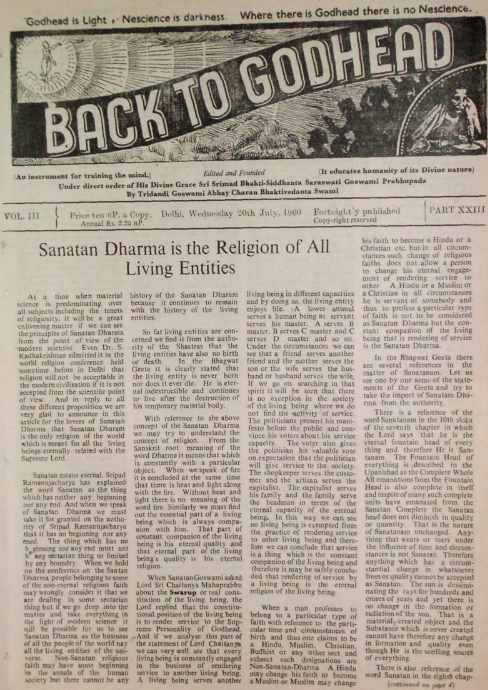 "Godhead is Light, Nescience is darkness. Where there is Godhead there is no Nescience.
BACK TO GODHEAD
(An instrument for training the mind.)
Edited and Founded
(It educates humanity of its Divine nature)
Under direct order of His Divine Grace Sri Srimad Bhakti-Siddhanta Saraswati Goswami Prabhupada
By Tridandi Goswami Abhay Charan Bhaktivedanta Swami
VOL. III
Price ten nP. a Copy,
Annual Rs. 2.25 nP.
Delhi, Wednesday 20th July, 1960
Fortnightly published
Copy-right reserved
PART XXIII
Sanatan Dharma is the Religion of All
Living Entities
At a time when material
science is predominating over
all subjects including the tenets
of religiosity, it will be a great
enlivening matter if we can see
the principles of Sanatan Dharma
from the point of view of the
modern scientist. Even Dr. S.
Radhakrishnan admitted it in the
world religion conference held
sometime before in Delhi that
religion will not be acceptable in
the modern civilization if it is not
accepted from the scientific point
of view. And in reply to all
these different proposition we are
very glad to announce in this
article for the lovers of Sanatan
Dharma that Sanatan Dharam
is the only religion of the world
which is meant for all the living
beings eternally related with the
Supreme Lord.
Sanatan means eternal. Sripad
Ramanujacharya has explained
the word Sanatan as the thing
which has neither any beginning
nor any end. And when we speak
of Sanatan Dharma we must
take it for granted on the autho-
rity of Sripad Ramanujacharya
that it has no beginning nor any
end. The thing which has no
beginning nor end must not
be any sectarian thing or limited
by any boundary. When we hold
on the conference on the Sanatan
Dharma people belonging to some
of the non-eternal religious faith
may wrongly consider it that we
are dealing in some sectarian
thing but if we go deep into the
matter and take everything in
the light of modern science it
will be possible for us to see
Sanatan Dharma as the business
of all the people of the world nay
all the living entities of the uni-
verse. Non-Sanatan religious
faith may have some beginning
in the annals of the human
society but there cannot be any
history of the Sanatan Dharam
because it continues to remain
with the history of the living
entities.
So far living entities are con-
cerned we find it from the autho-
rity of the Shastras that the
living entities have also no birth
or death. In the Bhagwat
Geeta it is clearly stated that
the living entity is never born
nor does it ever die. He is eter-
nal indestructible and continues
to live after the destruction of
his temporary material body.
With reference to the above
concept of the Sanatan Dharma
we may try to understand the
concept of religion. From the
Sanskrit root meaning of the word
Dharma it means that which is
constantly with a particular
object. When we speak of fire
it is concluded at the same time
that there is heat and light along
with the fire. Without heat and
light there is no meaning of the
word fire. Similarly we must find
out the essential part of a living
being which is always compa-
nion with him. That part of
constant companion of the living
being is his eternal quality and
that eternal part of the living
being's quality is his eternal
religion.
When Sanatan Goswami asked
Lord Sri Chaitanya Mahaprabhu
about the Swarup or real cons-
titution of the living being, the
Lord replied that the constitu-
tional position of the living being
is to render service to the Sup-
reme Personality of Godhead.
And if we analyse this part of
the statement of Lord Chaitanya
we can very well see that every
living being is constantly engaged
in the business of rendering
service to another living being.
A living being serves another
living being in different capacities
and by doing so, the living entity
enjoys life. A lower animal
serves a human being as servant
serves his master, A serves B
master, B serves C master and C
serves D master and so on.
Under the circumstances we can
see that a friend serves another
friend and the mother serves the
son or the wife serves the hus-
band or husband serves the wife.
If we go on searching in that
spirit it will be seen that there
is no exception in the society
of the living being where we do
not find the activity of service.
The politicians present his mani-
festo before the public and con-
vince his voters about his service
capacity. The voter also gives
the politician his valuable vote
on expectation that the politician
will give service to the society.
The shopkeeper serves the custo-
mer and the artisan serves the
capitalist. The capitalist serves
his family and the family serve
the headman in terms of the
eternal capacity of the eternal
being. In this way we can see
no living being is exempted from
the practice of rendering service
to other living being and there-
fore we can conclude that service
is a thing which is the constant
companion of the living being and
therefore it may be safely conclu-
ded that rendering of service by
a living being is the eternal
religion of the living being.
When a man professes to
belong to a particular type of
faith with reference to the parti-
cular time and circumstances of
birth and thus one claims to be
a Hindu, Muslim, Christian,
Budhist or any other sect and
subsect such designations are
Non-Sanatan-Dharma. A Hindu
may change his faith to become
a Muslim or Muslim may change
his faith to become a Hindu or a
Christian etc. but in all circums-
tances such change of religious
faiths does not allow a person
to change his eternal engage-
ment of rendering service to
other. A Hindu or a Muslim or
a Christian in all circumstances
he is servant of somebody and
thus to profess a particular type
of faith is not to be considered
as Sanatan Dharma but the con-
stant companion of the living
being that is rendering of service
is the Sanatan Dharma.
In the Bhagwat Geeta there
are several references in the
matter of Sanatanam. Let us
see one by one some of the state-
ments of the Geeta and try to
take the import of Sanatan Dha-
rma from the authority.
There is a reference of the
word Sanatanam in the 10th sloka
of the seventh chapter in which
the Lord says that he is the
eternal fountain head of every
thing and therefore He is San-
tanam. The Fountain Head of
everything is described in the
Upanishad as the Complete Whole
All emanations from the Fountain
Head is also complete in itself
and inspite of many such complete
units have emanated from the
Sanatan Complete the Sanatan
head does not diminish in quality
or quantity. That is the nature
of Sanatanam unchanged. Any-
thing that wears or tears under
the influence of time and circums-
tances is not Sanatan. Therefore
anything which has a circums-
tantial change in whatsoever
form or quality cannot be accepted
as Sanatan. The sun is dissemi-
nating the rays for hundreds and
crores of years and yet there is
no change in the formation or
radiation of the sun. That is a
material created object and the
Substance which is never created
cannot have therefore any change
in formation and quality even
though He is the seedling source
of everything.
There is also reference of the
word Sanatan in the eighth chap-
(continued on page 4)